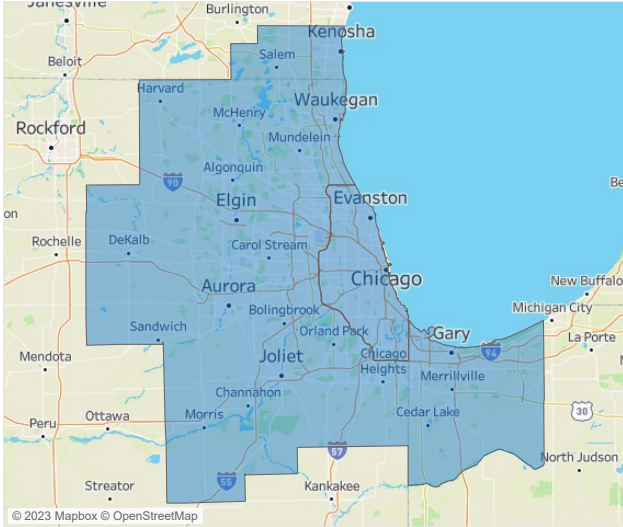 Janesville
Burlington
Kenosha
Beloit
Salem
Harvard
Waukegan
McHenry
Rockford
Mundelein
Algonquin
90
Be
Elgin
Evanston
on
Rochelle
DeKalb
Carol Stream
Chicago
New Buffalo
Aurora
Bolingbrook
Michigan City
Sandwich
Orland Park
Gary
La Porte
Mendota
Joliet
Chicago
Heights
94
Merrillville
Channahon
Morris
Cedar Lake
30
Ottawa
Peru
57
North Judson
Streator
55
Kankakee
© 2023 Mapbox © OpenStreetMap